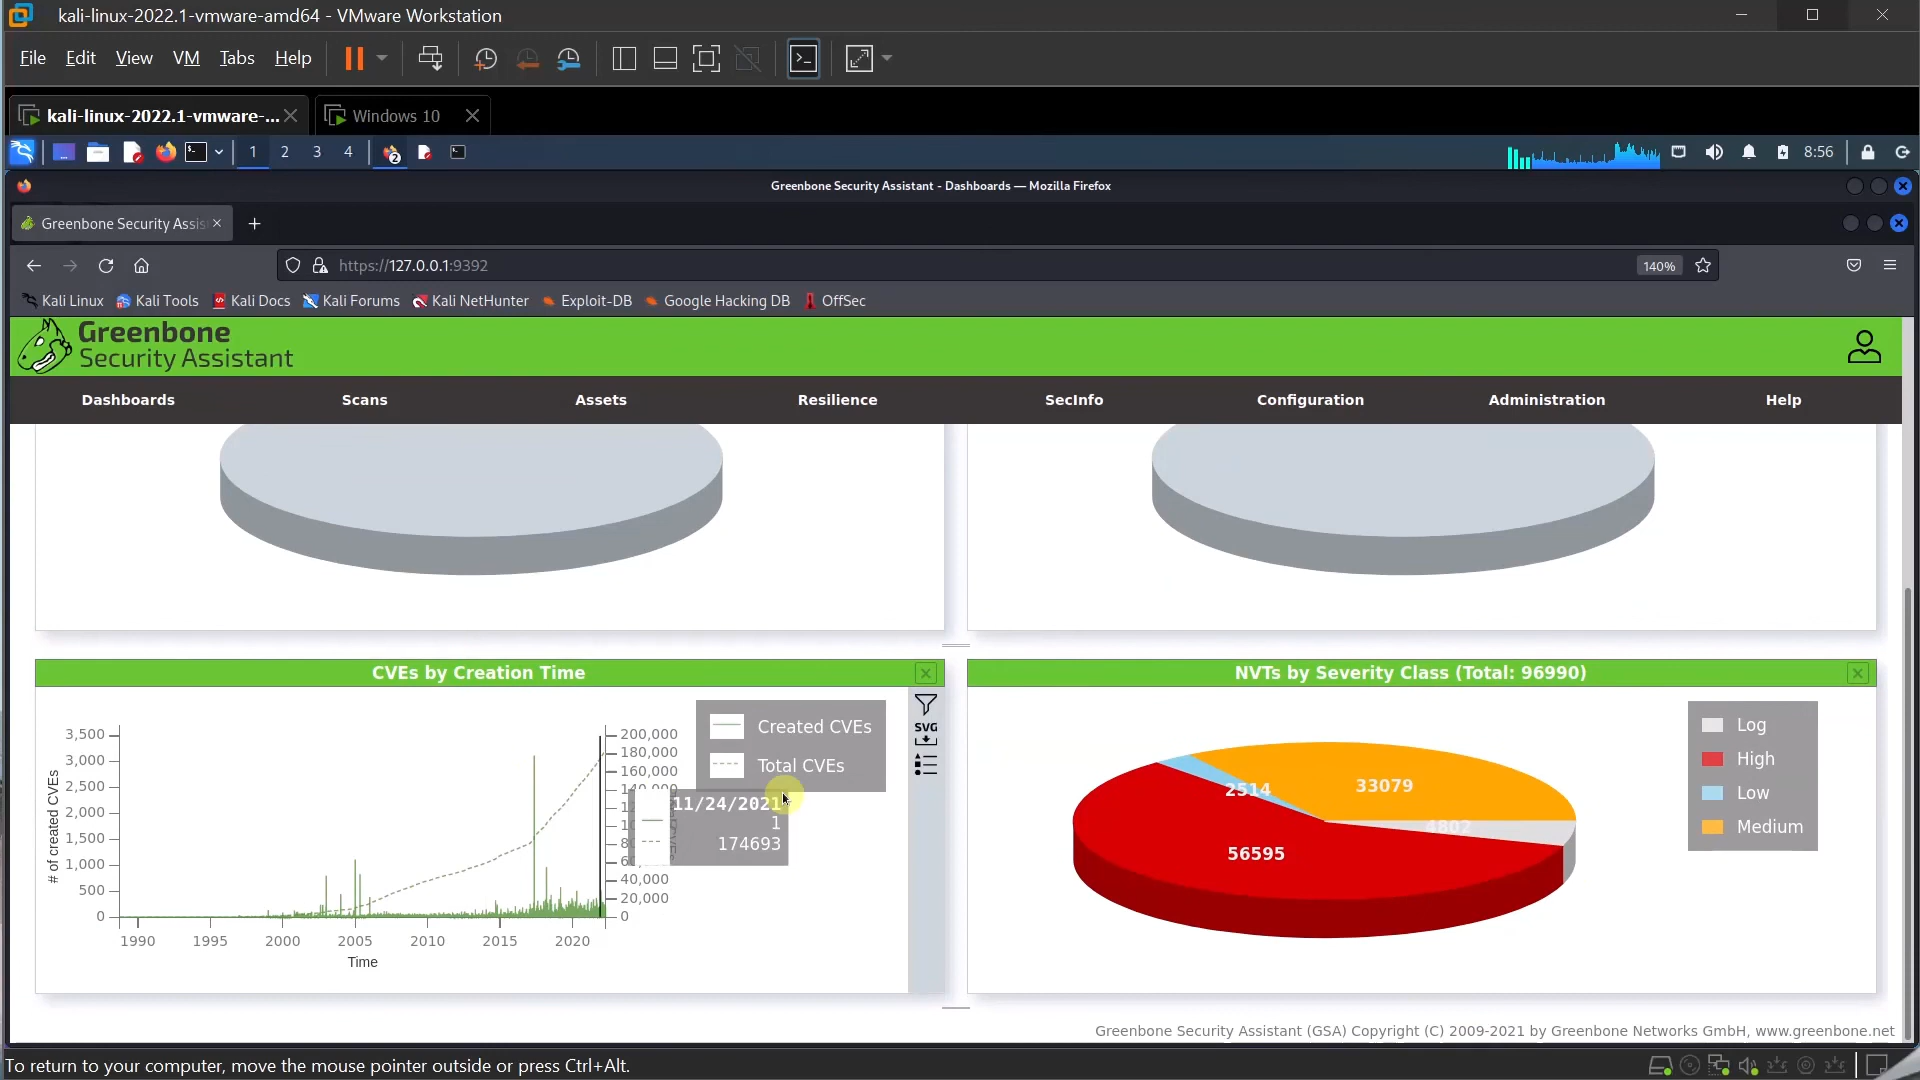 kali-linux-2022.1-vmware-amd64 - VMware Workstation
File Edit View VM Tabs Help
kali-linux-2022.1-vmware-... Windows 10
1 2 3 4 2 8:56
Greenbone Security Assistant - Dashboards — Mozilla Firefox
Greenbone Security Assis
https://127.0.0.1:9392 140%
Kali Linux Kali Tools Kali Docs Kali Forums Kali NetHunter Exploit-DB Google Hacking DB OffSec
Greenbone
Security Assistant
Dashboards Scans Assets Resilience SecInfo Configuration Administration Help
CVEs by Creation Time
# of created CVEs
3,500
3,000
2,500
2,000
1,500
1,000
500
0
200,000
180,000
160,000
140,000
40,000
20,000
0
1990 1995 2000 2005 2010 2015 2020
Time
Created CVEs
Total CVEs
11/24/2021
1
174693
SVG
NVTs by Severity Class (Total: 96990)
2514
33079
4802
56595
Log
High
Low
Medium
Greenbone Security Assistant (GSA) Copyright (C) 2009-2021 by Greenbone Networks GmbH, www.greenbone.net
To return to your computer, move the mouse pointer outside or press Ctrl+Alt.